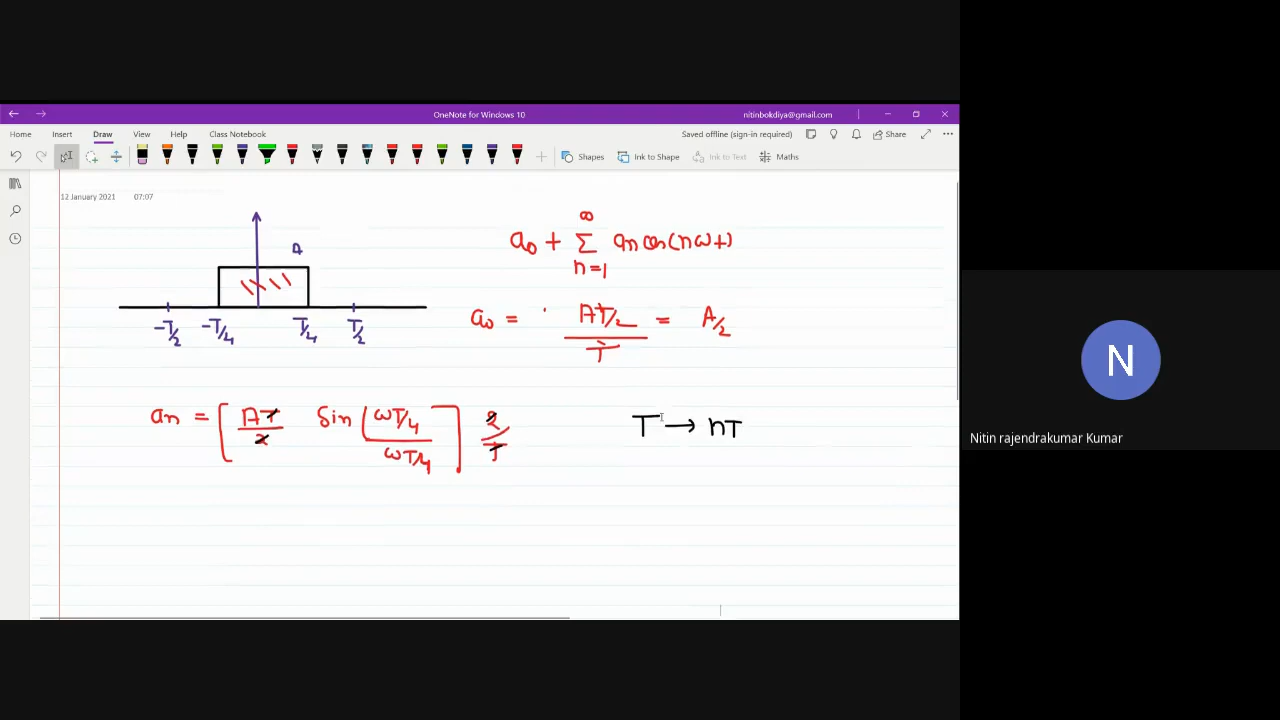 OneNote for Windows 10
nitinbokdiya@gmail.com
Home Insert Draw View Help Class Notebook
Saved offline (sign-in required) Share
Shapes Ink to Shape Ink to Text Maths
12 January 2021 07:07
A
-T/2 -T/4 T/4 T/2
a0 + ∞ Σ n=1 an cos(nωt)
a0 = AT/2 / T = A/2
an = [ AT/2 Sin (ωT/4 / ωT/4 ] 2/T
T → nT
N
Nitin rajendrakumar Kumar